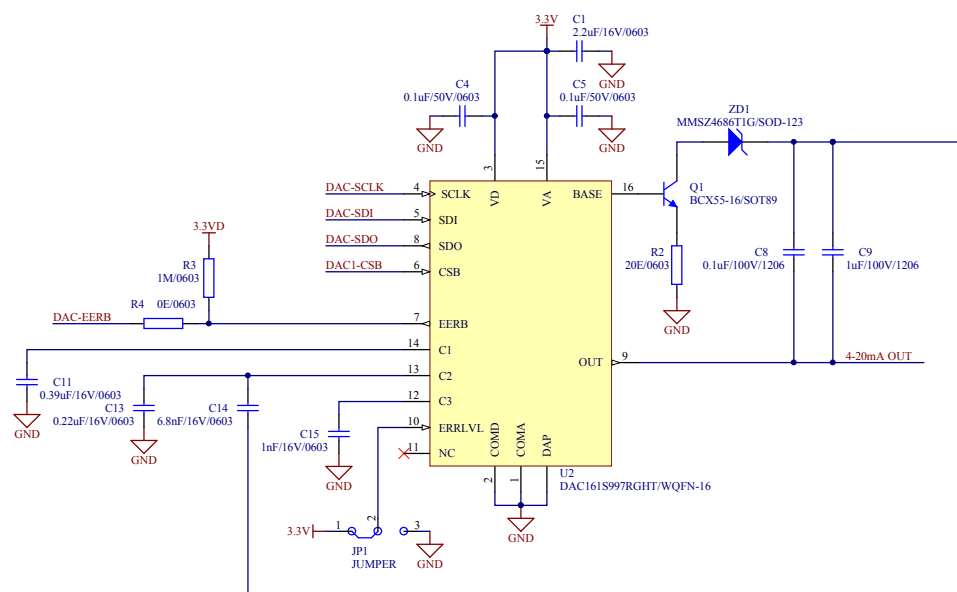 3.3V
C1
2.2uF/16V/0603
GND
C4
0.1uF/50V/0603
GND
C5
0.1uF/50V/0603
GND
ZD1
MMSZ4686T1G/SOD-123
3
15
VD
VA
DAC-SCLK
4
SCLK
BASE
16
Q1
BCX55-16/SOT89
DAC-SDI
5
SDI
DAC-SDO
8
SDO
DAC1-CSB
6
CSB
3.3VD
R3
1M/0603
R2
20E/0603
GND
C8
0.1uF/100V/1206
C9
1uF/100V/1206
R4
0E/0603
DAC-EERB
7
EERB
14
C1
OUT
9
4-20mA OUT
13
C2
C11
0.39uF/16V/0603
GND
C13
0.22uF/16V/0603
GND
C14
6.8nF/16V/0603
12
C3
C15
1nF/16V/0603
GND
10
ERRLVL
11
NC
COMD
COMA
DAP
2
1
GND
U2
DAC161S997RGHT/WQFN-16
3.3V
1
2
3
GND
JP1
JUMPER